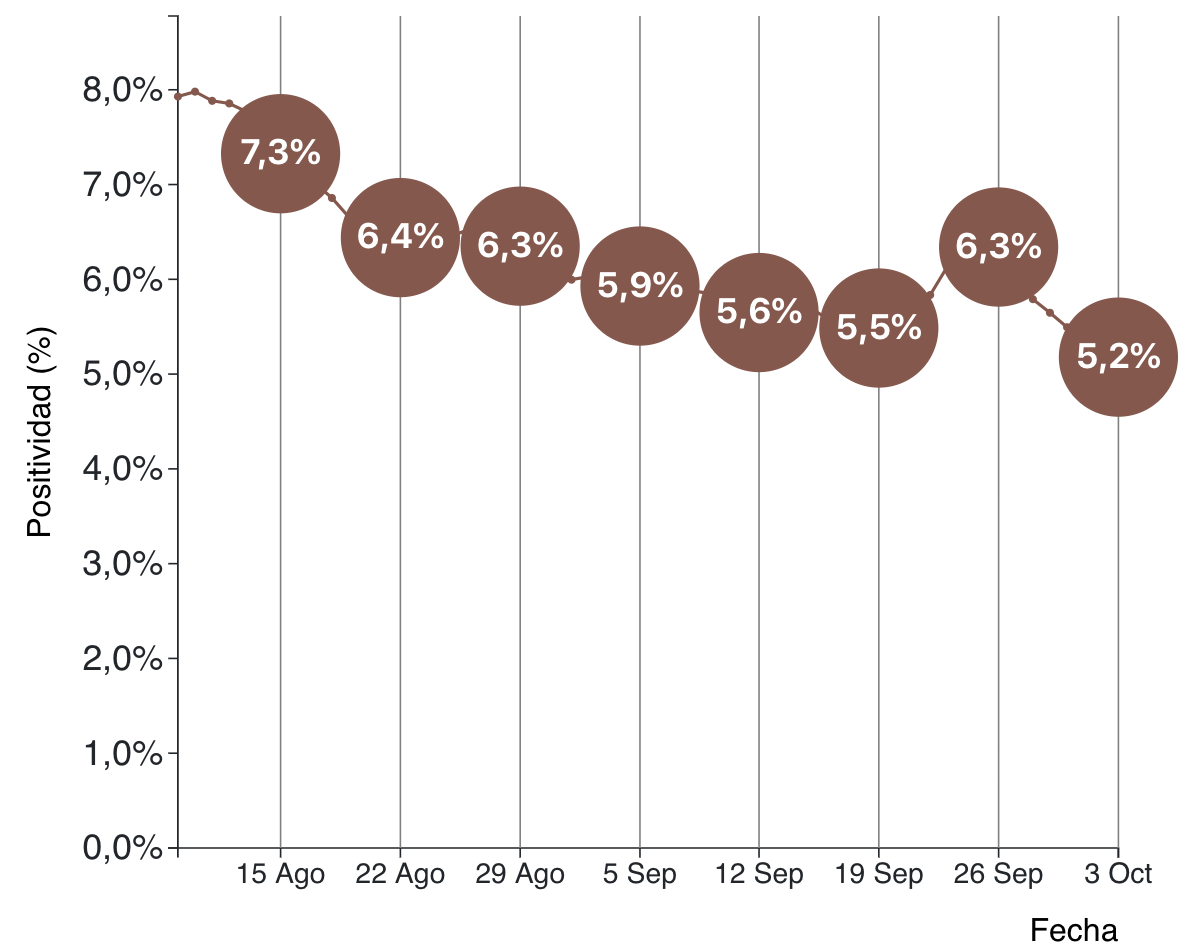 8,0%
7,0%
6,0%
5,0%
4,0%
3,0%
2,0%
1,0%
0,0%
Positividad (%)
7,3%
6,4%
6,3%
5,9%
5,6%
5,5%
6,3%
5,2%
15 Ago
22 Ago
29 Ago
5 Sep
12 Sep
19 Sep
26 Sep
3 Oct
Fecha